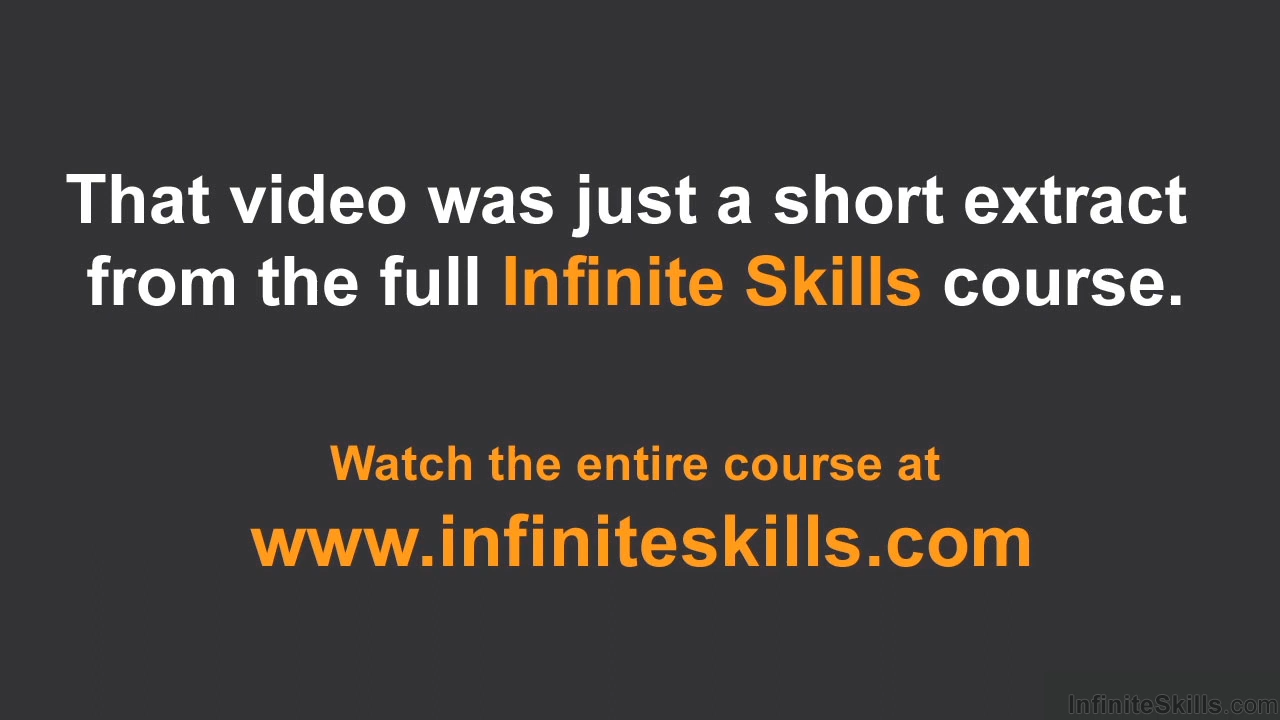 That video was just a short extract
from the full Infinite Skills course.
Watch the entire course at
www.infiniteskills.com
InfiniteSkills.com